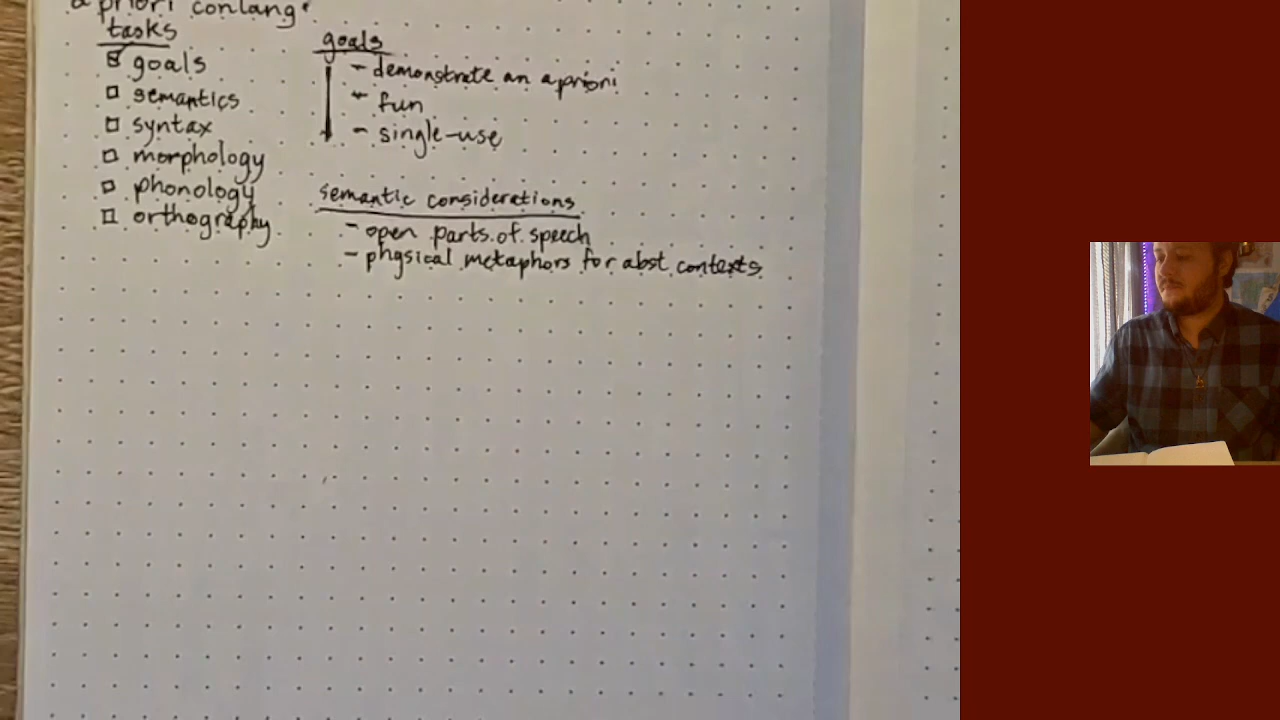 a priori conlang
tasks
goals
semantics
syntax
morphology
phonology
orthography
goals
- demonstrate an a priori
- fun
- single-use
semantic considerations
- open parts of speech
- physical metaphors for abst contexts